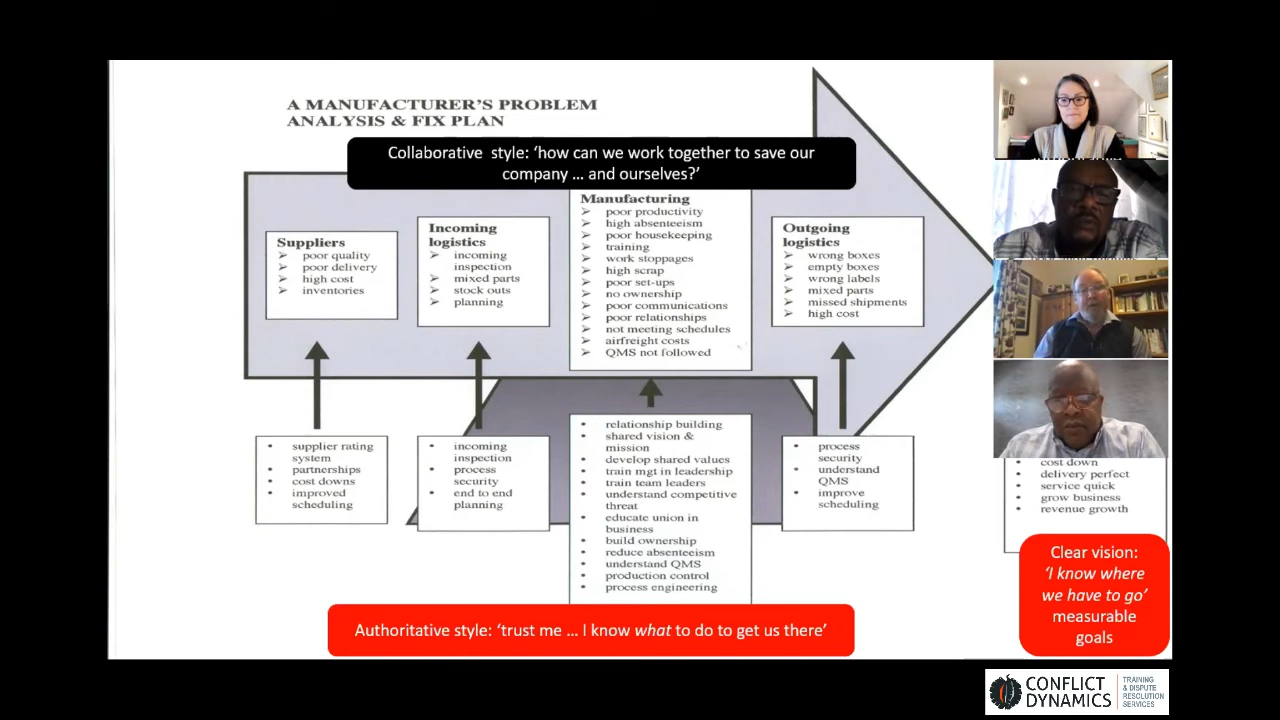 A MANUFACTURER'S PROBLEM
ANALYSIS & FIX PLAN
Collaborative style: ‘how can we work together to save our
company … and ourselves?’
Suppliers
➢ poor quality
➢ poor delivery
➢ high cost
➢ inventories
Incoming
logistics
➢ incoming
inspection
➢ mixed parts
➢ stock outs
➢ planning
Manufacturing
➢ poor productivity
➢ high absenteeism
➢ poor housekeeping
➢ training
➢ work stoppages
➢ high scrap
➢ poor set-ups
➢ no ownership
➢ poor communications
➢ poor relationships
➢ not meeting schedules
➢ airfreight costs
➢ QMS not followed
Outgoing
logistics
➢ wrong boxes
➢ empty boxes
➢ wrong labels
➢ mixed parts
➢ missed shipments
➢ high cost
• supplier rating
system
• partnerships
• cost downs
• improved
scheduling
• incoming
inspection
• process
security
• end to end
planning
• relationship building
• shared vision &
mission
• develop shared values
• train mgt in leadership
• train team leaders
• understand competitive
threat
• educate union in
business
• build ownership
• reduce absenteeism
• understand QMS
• production control
• process engineering
• process
security
• understand
QMS
• improve
scheduling
• cost down
• delivery perfect
• service quick
• grow business
• revenue growth
Authoritative style: ‘trust me … I know what to do to get us there’
Clear vision:
‘I know where
we have to go’
measurable
goals
CONFLICT
DYNAMICS
TRAINING
& DISPUTE
RESOLUTION
SERVICES